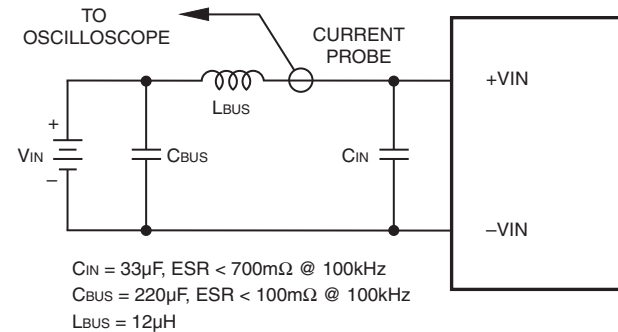 TO
OSCILLOSCOPE
CURRENT
PROBE
+VIN
LBUS
+
VIN
−
CBUS
CIN
−VIN
CIN = 33µF, ESR < 700mΩ @ 100kHz
CBUS = 220µF, ESR < 100mΩ @ 100kHz
LBUS = 12µH